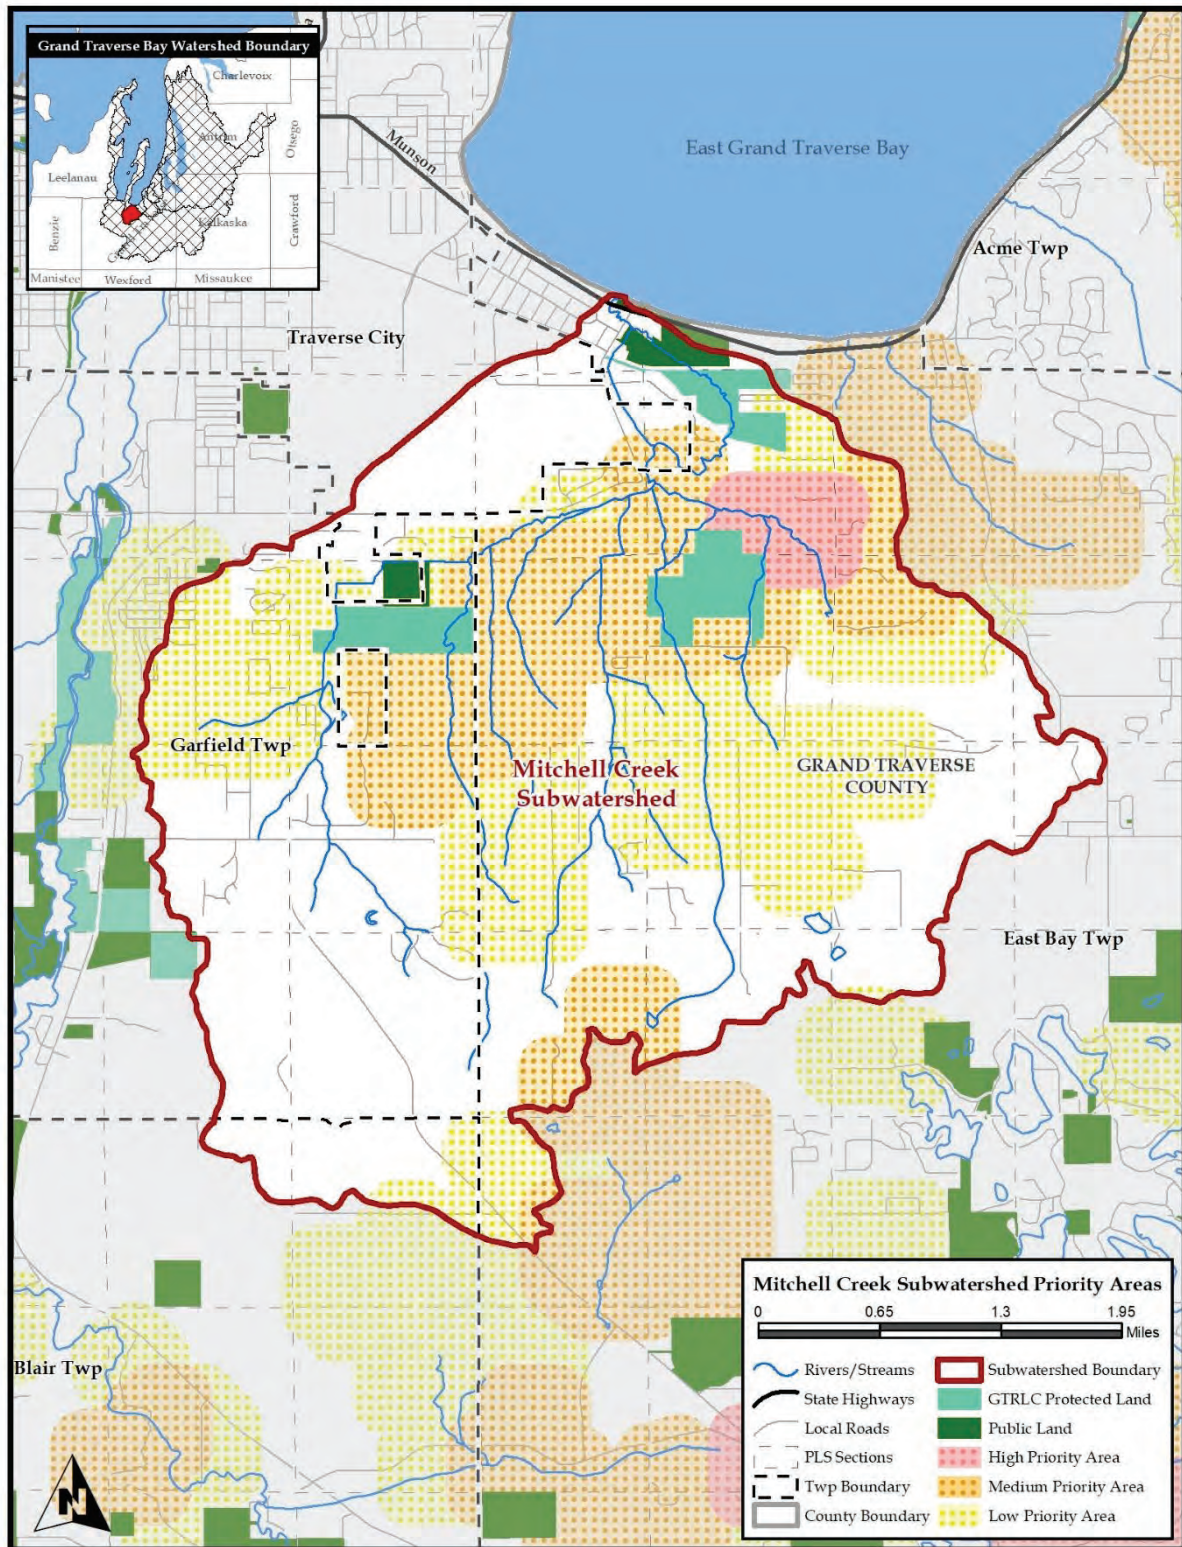 Grand Traverse Bay Watershed Boundary
Charlevoix
Antrim
Otsego
Leelanau
Benzie
Kalkaska
Crawford
Manistee
Wexford
Missaukee
Munson
East Grand Traverse Bay
Acme Twp
Traverse City
Garfield Twp
Mitchell Creek
Subwatershed
GRAND TRAVERSE
COUNTY
East Bay Twp
Blair Twp
N
Mitchell Creek Subwatershed Priority Areas
0 0.65 1.3 1.95
Miles
Rivers/Streams
State Highways
Local Roads
PLS Sections
Twp Boundary
County Boundary
Subwatershed Boundary
GTRLC Protected Land
Public Land
High Priority Area
Medium Priority Area
Low Priority Area